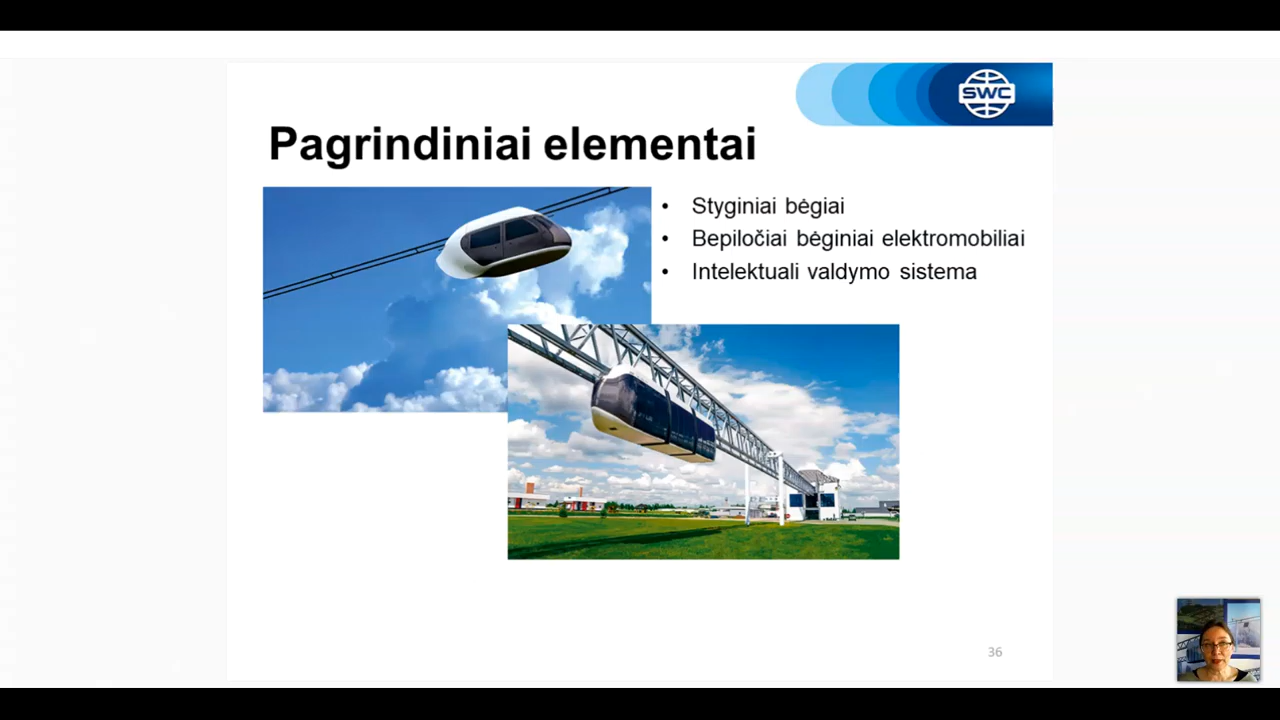 SWC
Pagrindiniai elementai
• Styginiai bėgiai
• Bepiločiai bėginiai elektromobiliai
• Intelektuali valdymo sistema
36